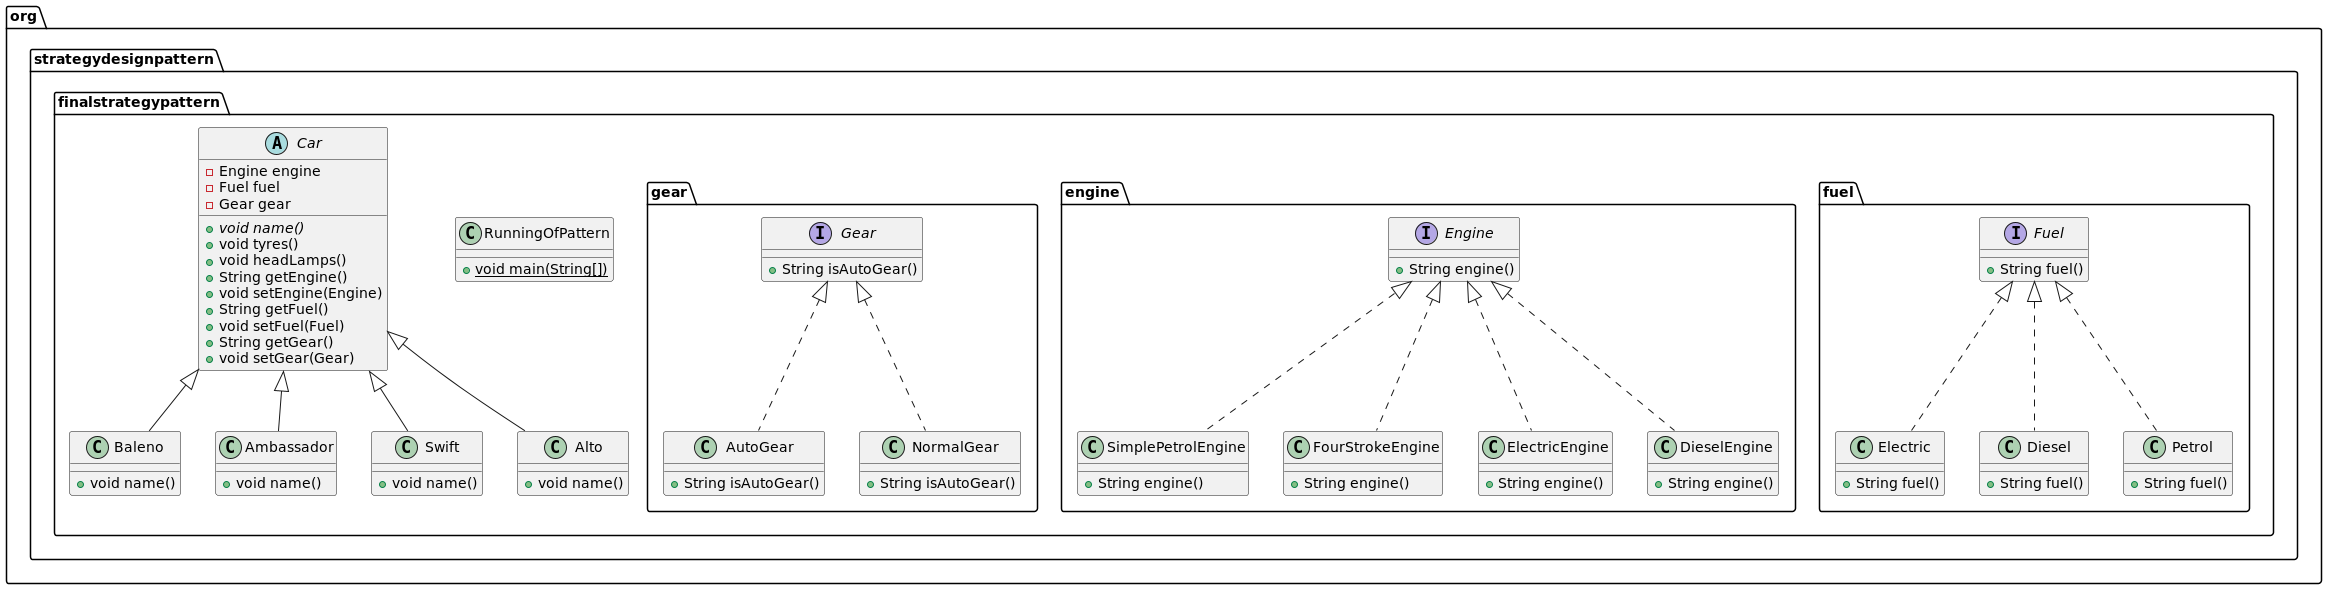 org
strategydesignpattern
finalstrategypattern
A Car
Engine engine
Fuel fuel
Gear gear
void name()
void tyres()
void headLamps()
String getEngine()
void setEngine(Engine)
String getFuel()
void setFuel(Fuel)
String getGear()
void setGear(Gear)
C RunningOfPattern
void main(String[])
C Baleno
void name()
C Ambassador
void name()
C Swift
void name()
C Alto
void name()
gear
I Gear
String isAutoGear()
C AutoGear
String isAutoGear()
C NormalGear
String isAutoGear()
engine
I Engine
String engine()
C SimplePetrolEngine
String engine()
C FourStrokeEngine
String engine()
C ElectricEngine
String engine()
C DieselEngine
String engine()
fuel
I Fuel
String fuel()
C Electric
String fuel()
C Diesel
String fuel()
C Petrol
String fuel()